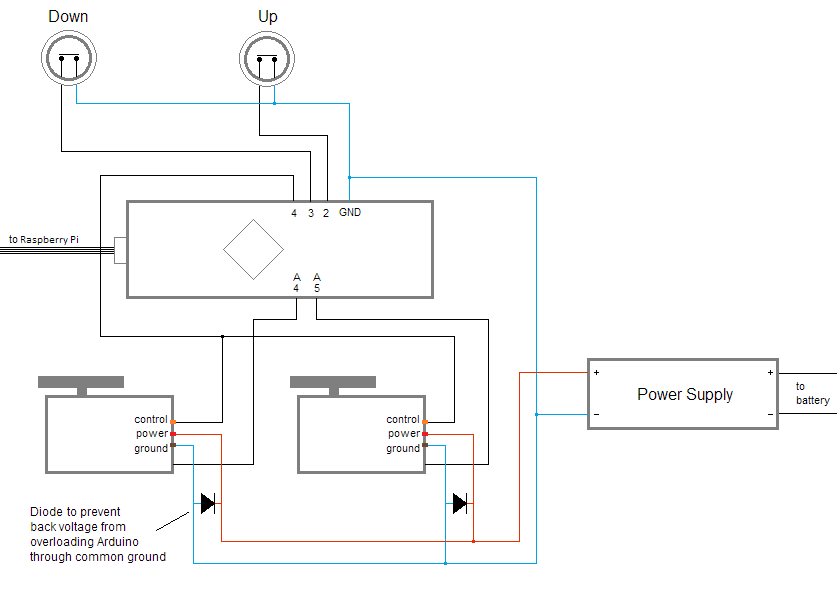 Down
Up
4 3 2 GND
to Raspberry Pi
A A
4 5
control
power
ground
control
power
ground
+ +
Power Supply
- -
to
battery
Diode to prevent
back voltage from
overloading Arduino
through common ground